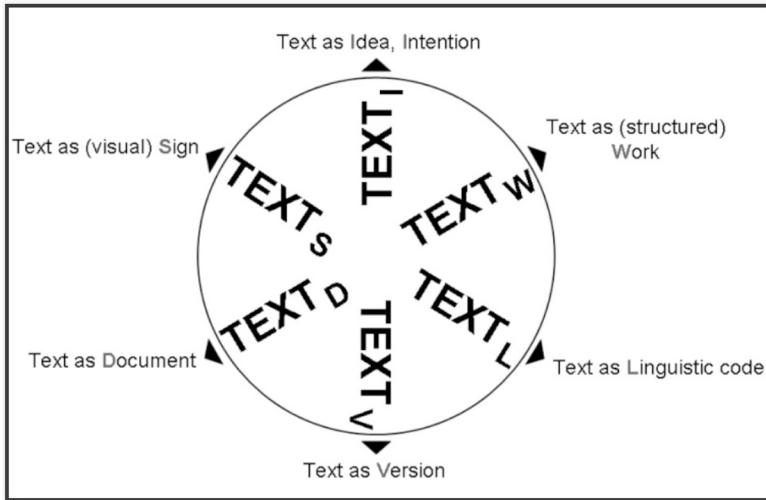 Text as Idea, Intention
Text as (visual) Sign
Text as (structured)
Work
TEXT I
TEXT S
TEXT W
TEXT D
TEXT V
TEXT L
Text as Document
Text as Linguistic code
Text as Version